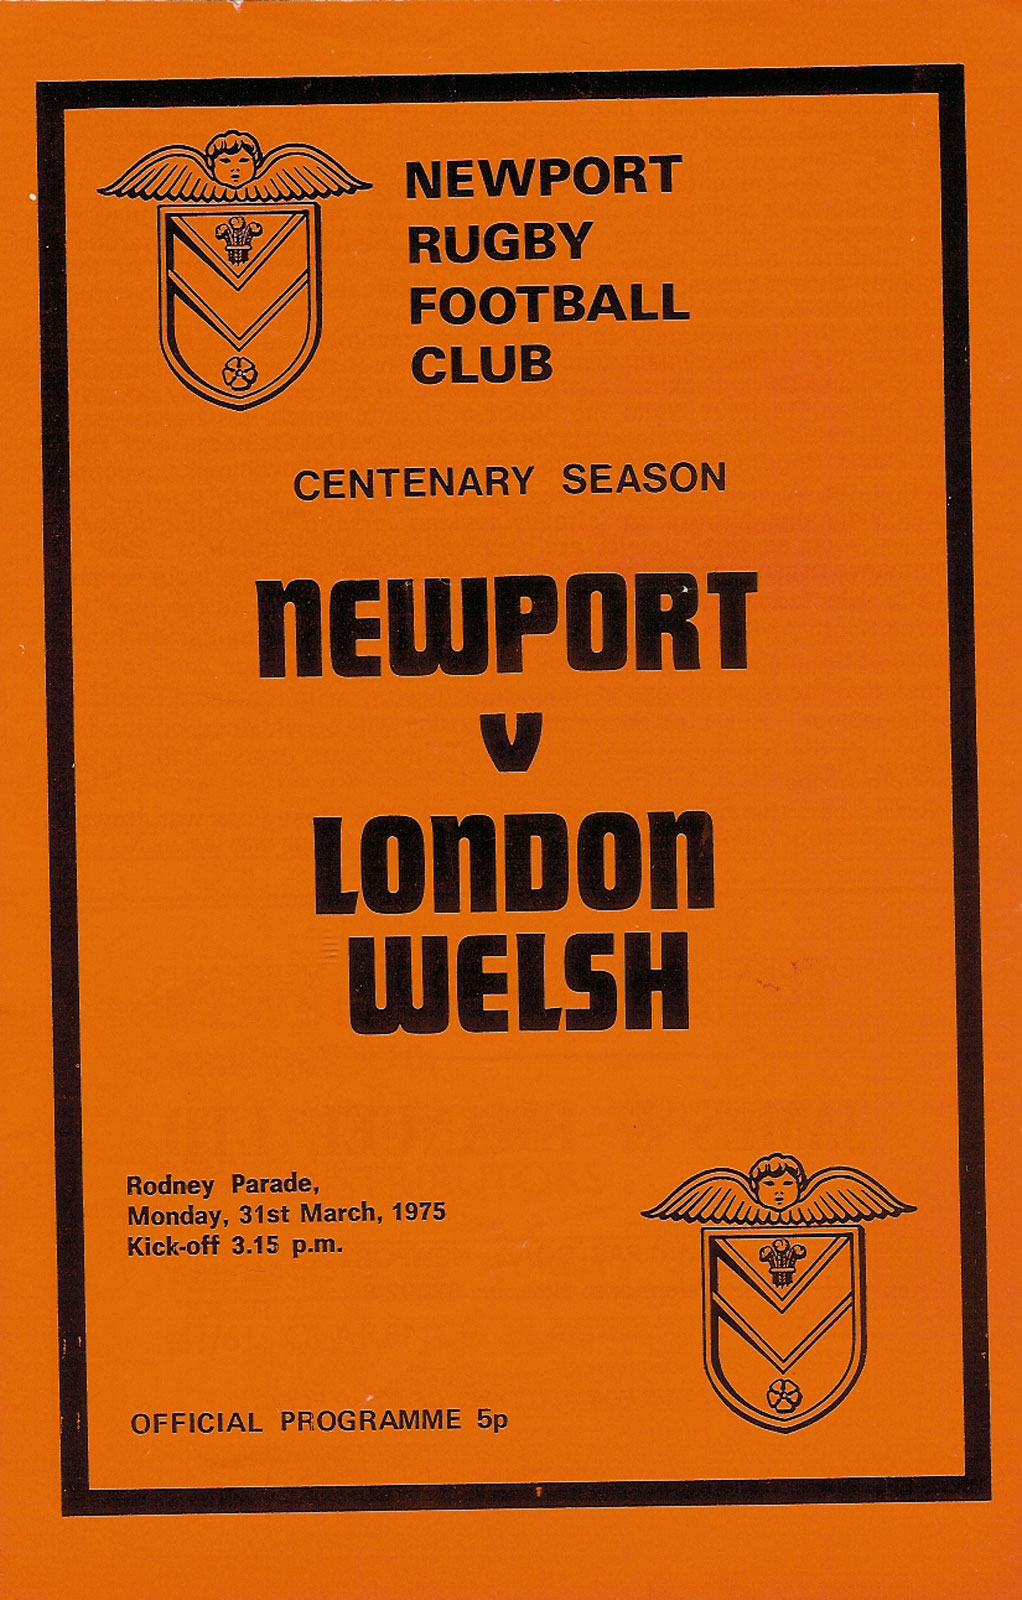 NEWPORT
RUGBY
FOOTBALL
CLUB
CENTENARY SEASON
NEWPORT
V
LONDON
WELSH
Rodney Parade,
Monday, 31st March, 1975
Kick-off 3.15 p.m.
OFFICIAL PROGRAMME 5p